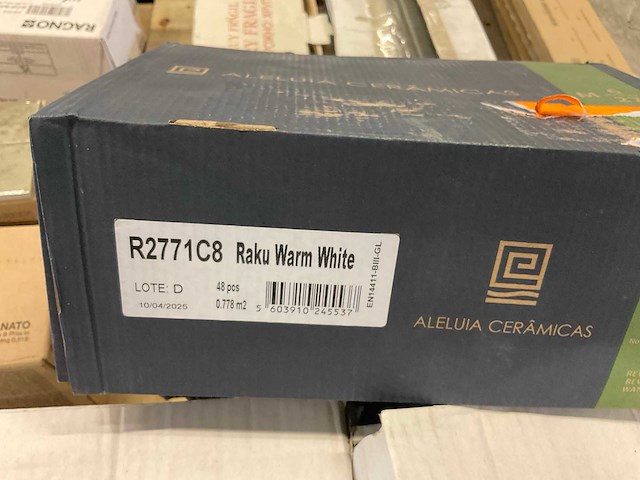 RAGNO
FRAGILE
ALELUIA CERÂMICAS
R2771C8 Raku Warm White
LOTE: D 48 pcs
10/04/2025 0.778 m2
5 603910 245537
EN14411-BIII-GL
ALELUIA CERÂMICAS